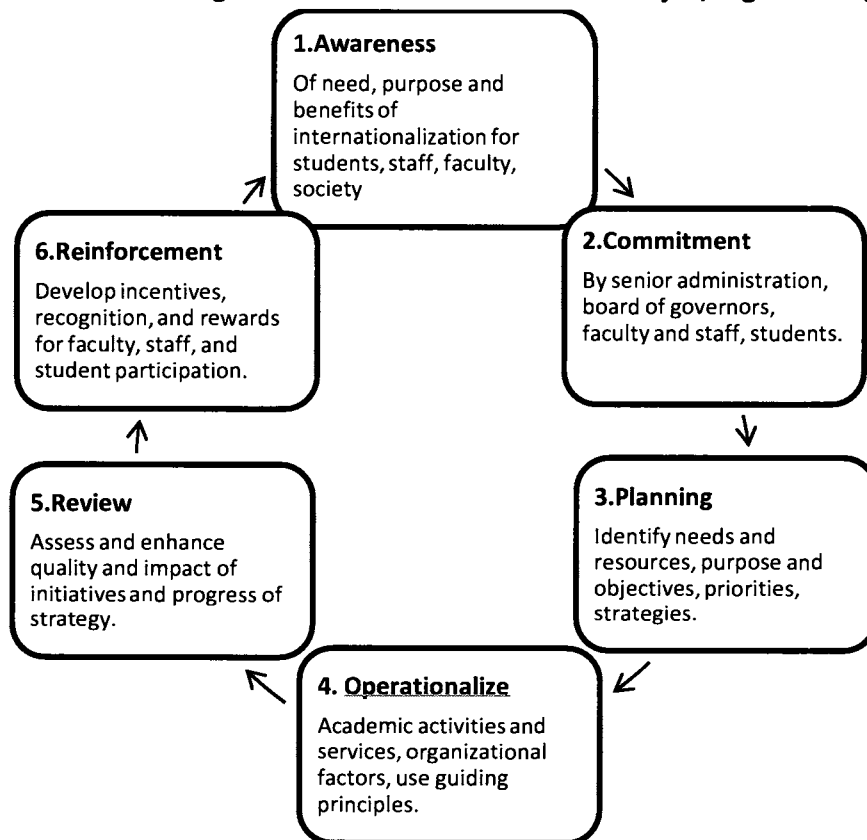 1.Awareness
Of need, purpose and
benefits of
internationalization for
students, staff, faculty,
society
2.Commitment
By senior administration,
board of governors,
faculty and staff, students.
3.Planning
Identify needs and
resources, purpose and
objectives, priorities,
strategies.
4. Operationalize
Academic activities and
services, organizational
factors, use guiding
principles.
5.Review
Assess and enhance
quality and impact of
initiatives and progress of
strategy.
6.Reinforcement
Develop incentives,
recognition, and rewards
for faculty, staff, and
student participation.